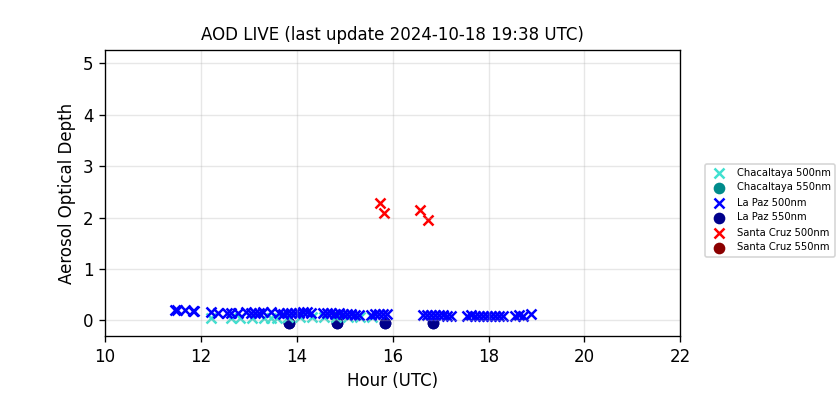 AOD LIVE (last update 2024-10-18 19:38 UTC)
Aerosol Optical Depth
5
4
3
2
1
0
10 12 14 16 18 20 22
Hour (UTC)
Chacaltaya 500nm
Chacaltaya 550nm
La Paz 500nm
La Paz 550nm
Santa Cruz 500nm
Santa Cruz 550nm